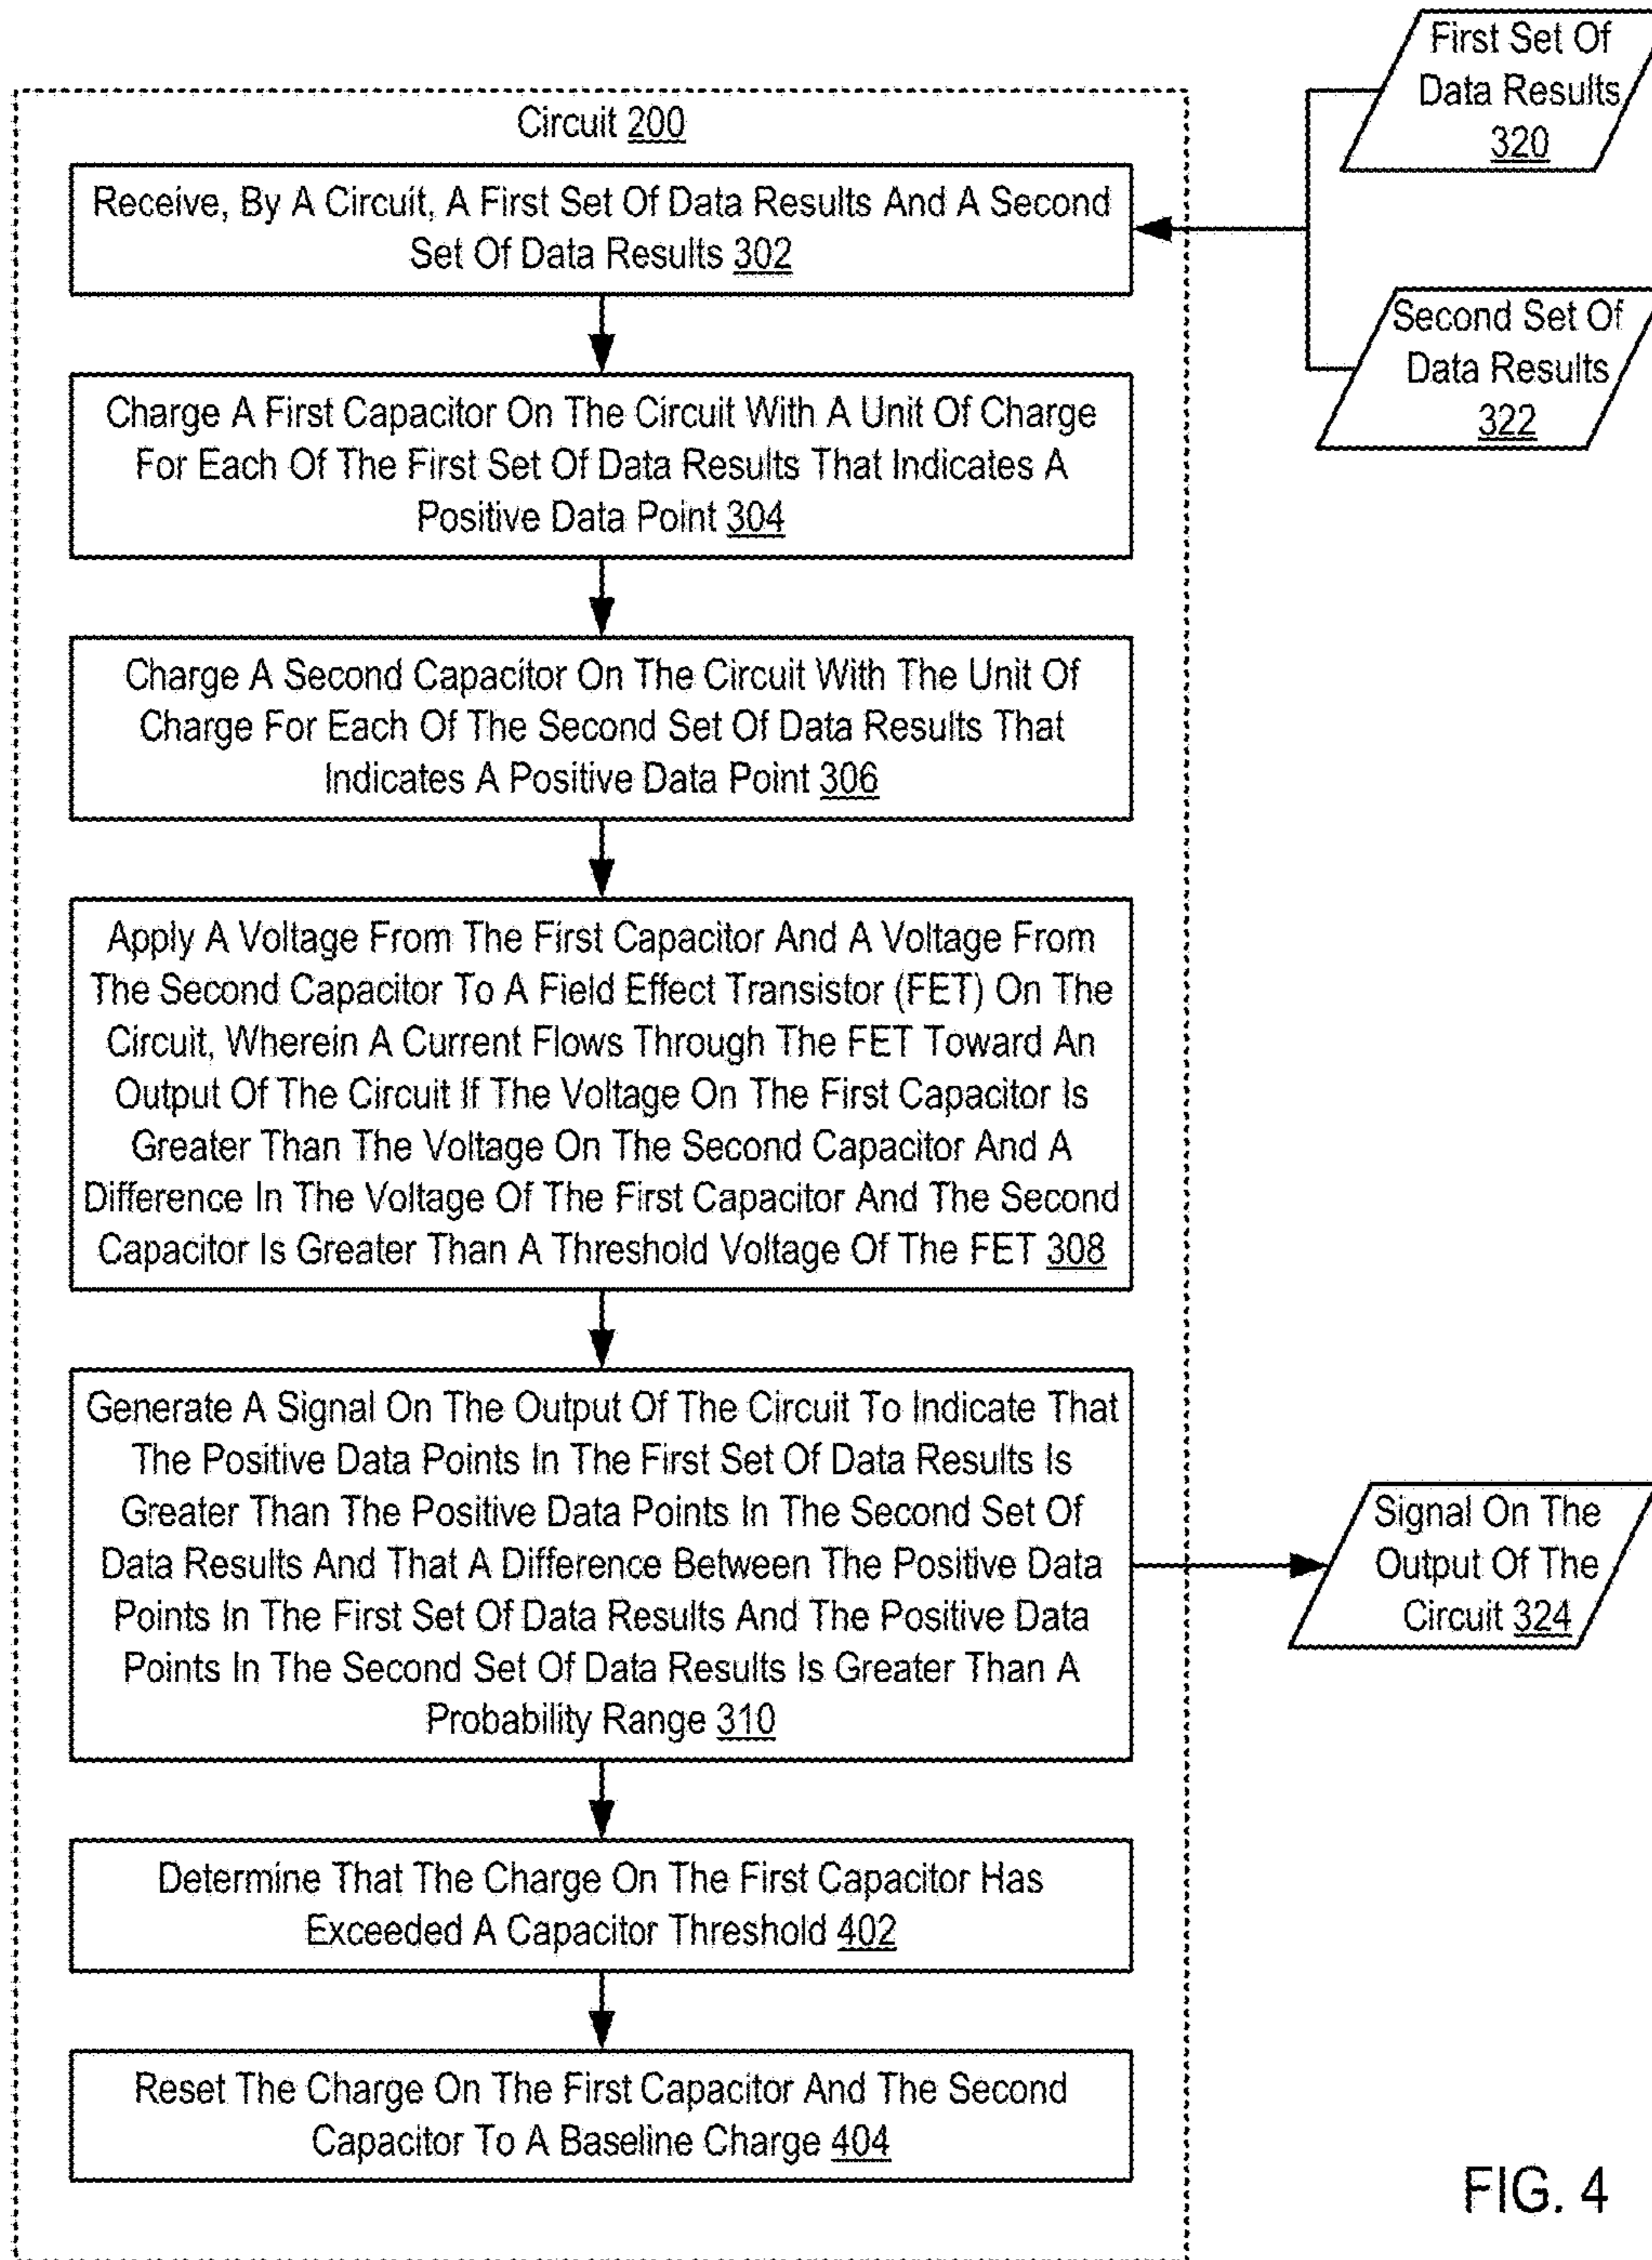 First Set Of
Data Results
320
Circuit 200
Receive, By A Circuit, A First Set Of Data Results And A Second
Set Of Data Results 302
Second Set Of
Data Results
322
Charge A First Capacitor On The Circuit With A Unit Of Charge
For Each Of The First Set Of Data Results That Indicates A
Positive Data Point 304
Charge A Second Capacitor On The Circuit With The Unit Of
Charge For Each Of The Second Set Of Data Results That
Indicates A Positive Data Point 306
Apply A Voltage From The First Capacitor And A Voltage From
The Second Capacitor To A Field Effect Transistor (FET) On The
Circuit, Wherein A Current Flows Through The FET Toward An
Output Of The Circuit If The Voltage On The First Capacitor Is
Greater Than The Voltage On The Second Capacitor And A
Difference In The Voltage Of The First Capacitor And The Second
Capacitor Is Greater Than A Threshold Voltage Of The FET 308
Generate A Signal On The Output Of The Circuit To Indicate That
The Positive Data Points In The First Set Of Data Results Is
Greater Than The Positive Data Points In The Second Set Of
Data Results And That A Difference Between The Positive Data
Points In The First Set Of Data Results And The Positive Data
Points In The Second Set Of Data Results Is Greater Than A
Probability Range 310
Signal On The
Output Of The
Circuit 324
Determine That The Charge On The First Capacitor Has
Exceeded A Capacitor Threshold 402
Reset The Charge On The First Capacitor And The Second
Capacitor To A Baseline Charge 404
FIG. 4